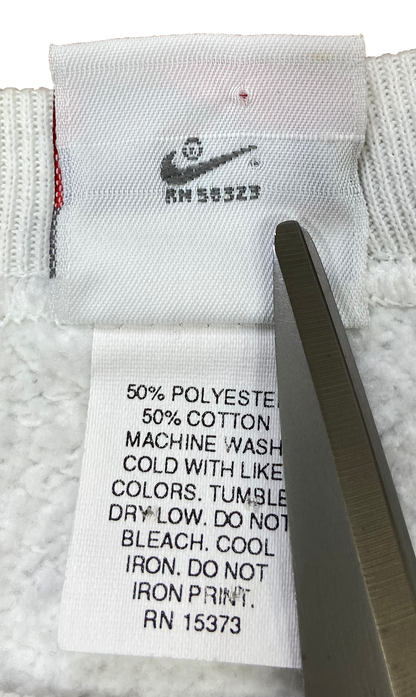 RN 56323
50% POLYESTE
50% COTTON
MACHINE WASH
COLD WITH LIKE
COLORS. TUMBLE
DRY LOW. DO NOT
BLEACH. COOL
IRON. DO NOT
IRON PRINT.
RN 15373